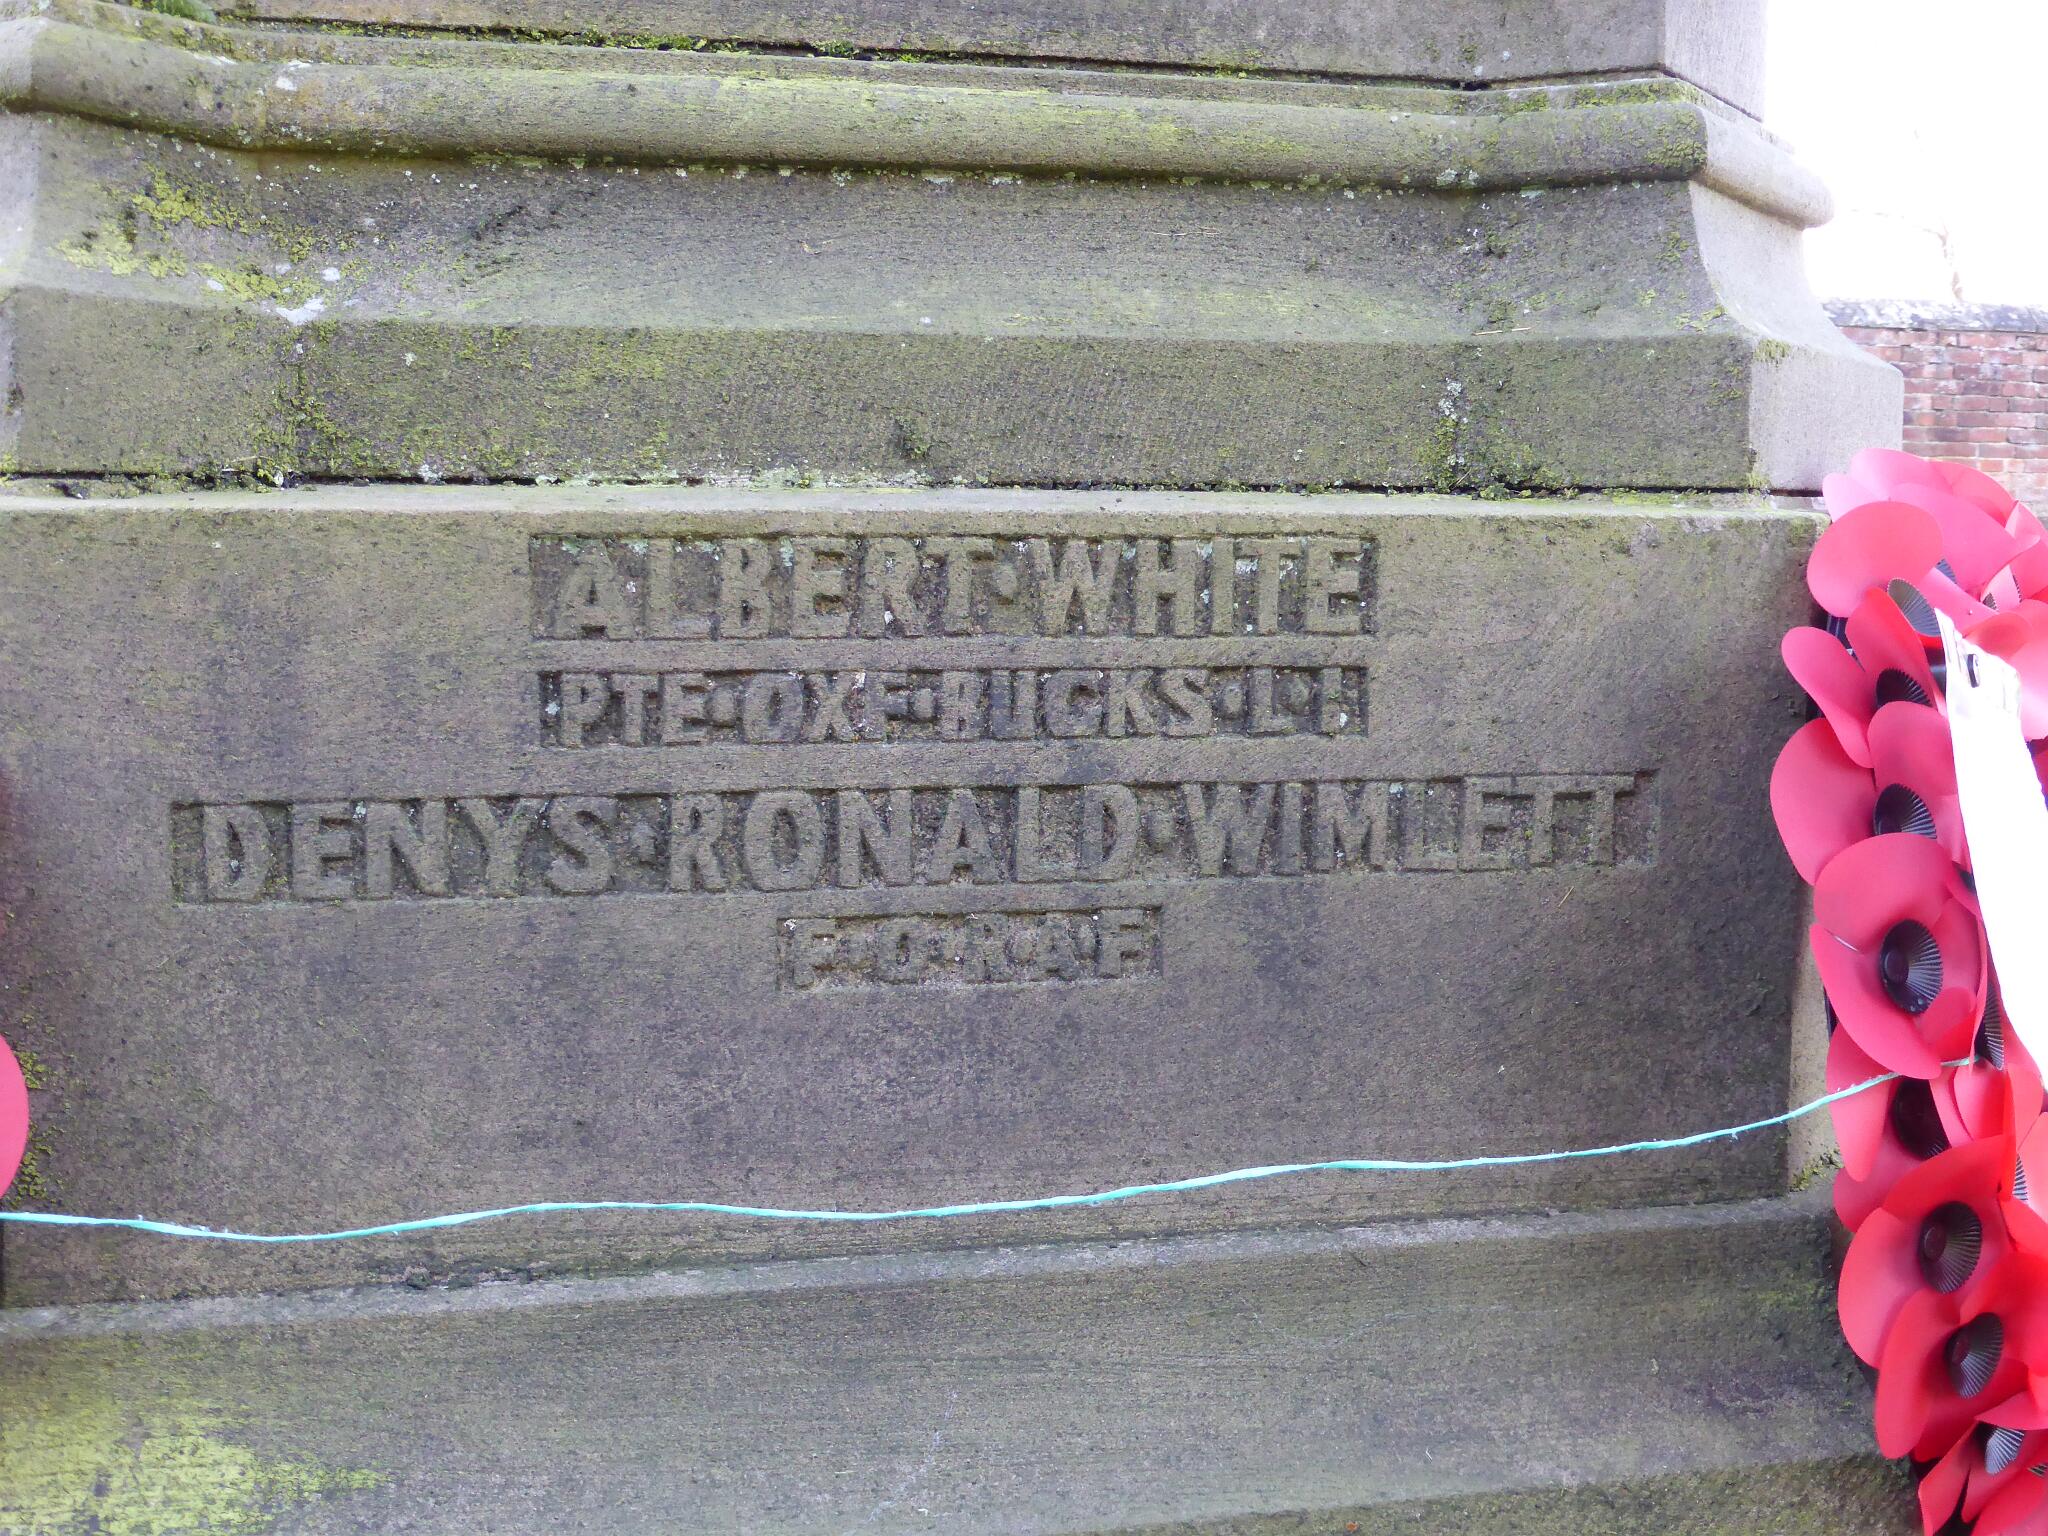 ALBERT·WHITE
PTE·OXF·BUCKS·L·I
DENYS·RONALD·WIMLETT
F·O·R·A·F